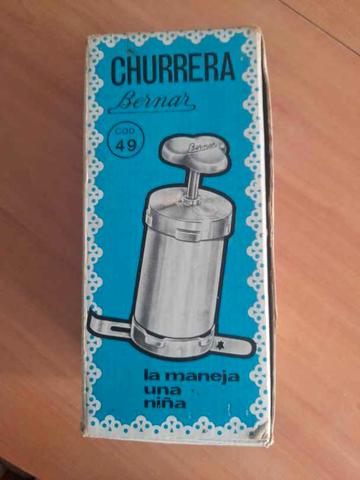 CHURRERA
Bernar
COD.
49
Bernar
la maneja
una
niña